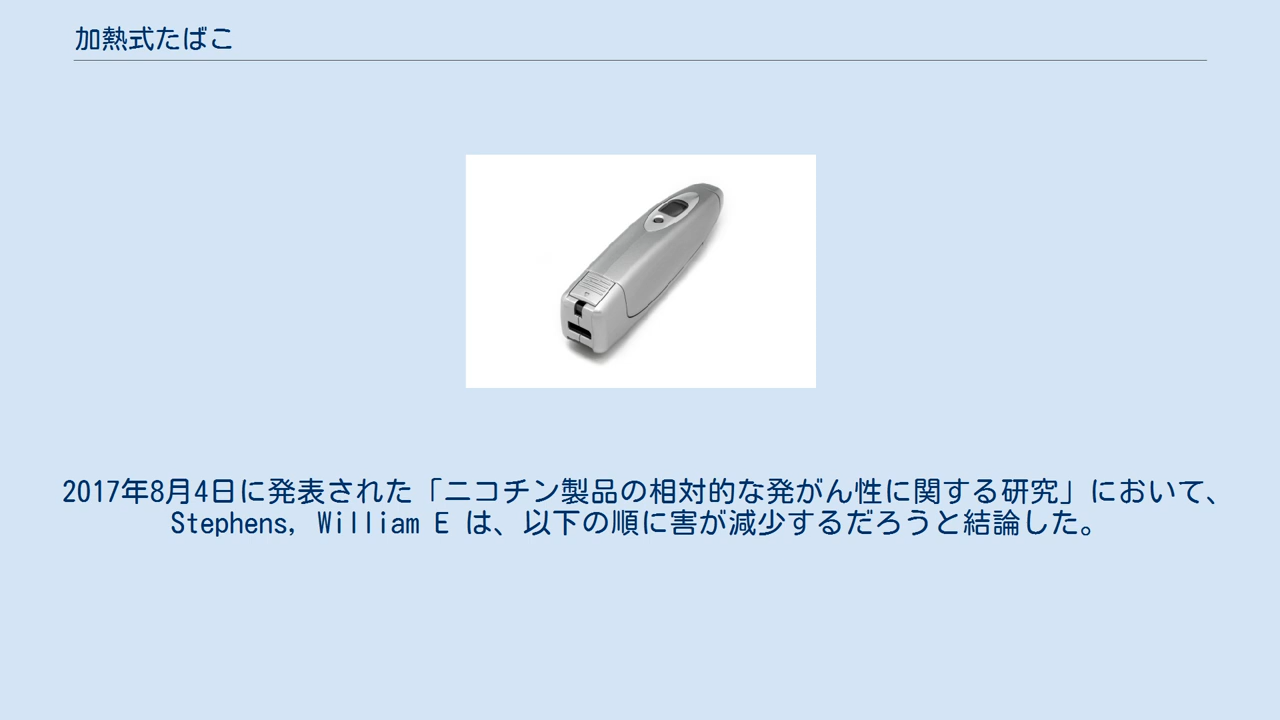 加熱式たばこ
2017年8月4日に発表された「ニコチン製品の相対的な発がん性に関する研究」において、
Stephens, William E は、以下の順に害が減少するだろうと結論した。